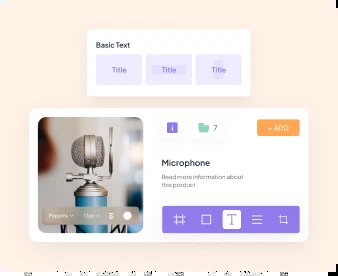 Basic Text
Title Title Title
i 7 + ADD
Microphone
Read more information about
this product
Poppins 12px
T